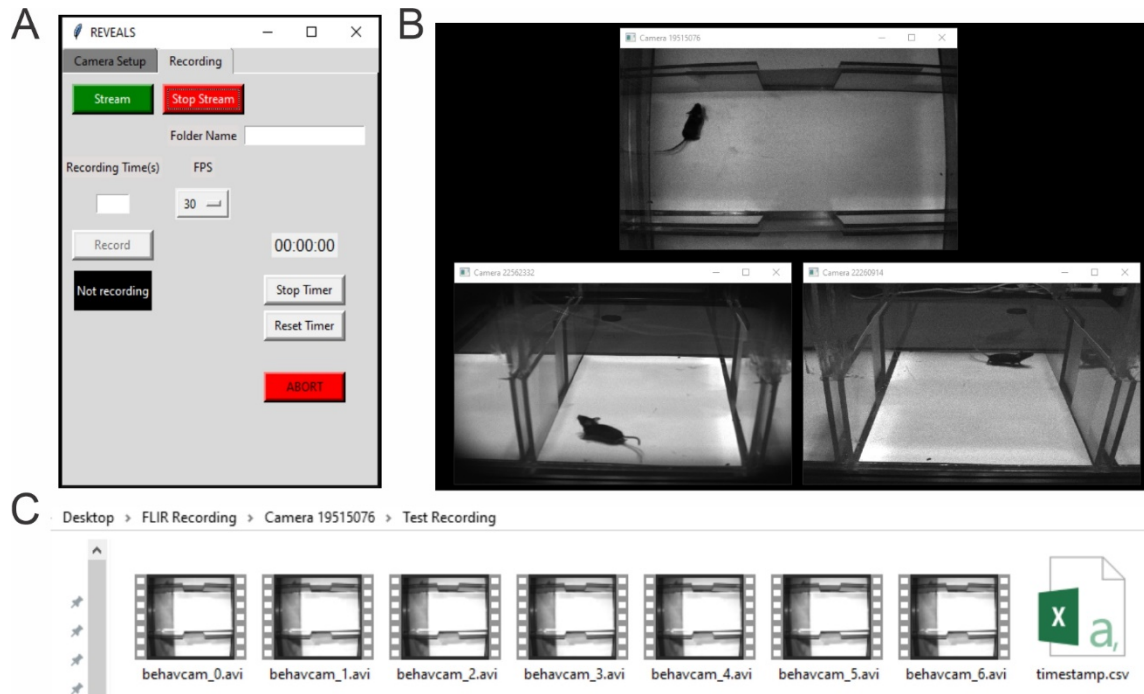 A
REVEALS
Camera Setup Recording
Stream Stop Stream
Folder Name
Recording Time(s) FPS
30
Record 00:00:00
Not recording Stop Timer
Reset Timer
ABORT
B
Camera 19515076
Camera 22562332
Camera 22260914
C
Desktop > FLIR Recording > Camera 19515076 > Test Recording
behavcam_0.avi behavcam_1.avi behavcam_2.avi behavcam_3.avi behavcam_4.avi behavcam_5.avi behavcam_6.avi timestamp.csv
X a,